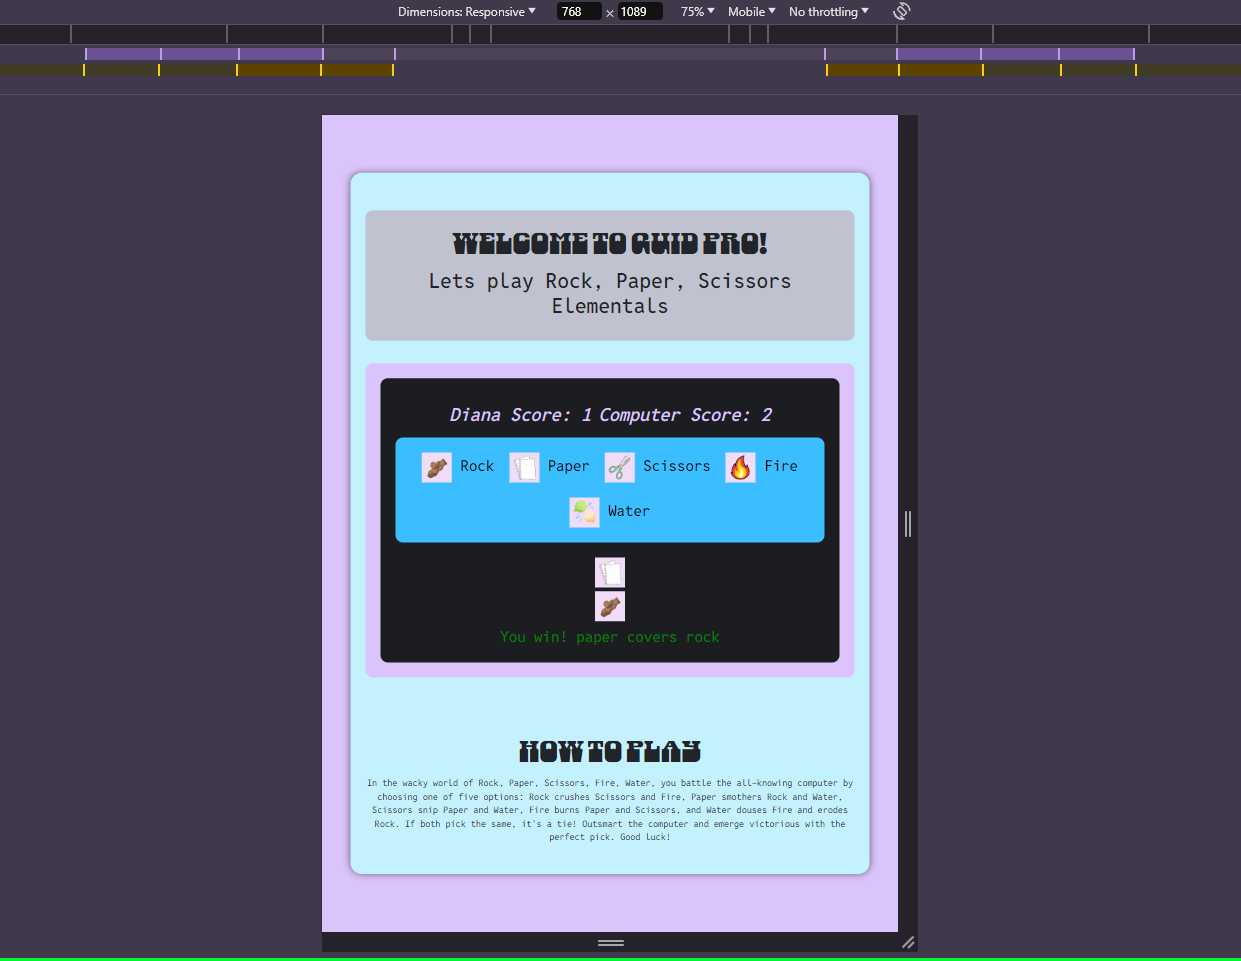 Dimensions: Responsive 768 × 1089 75% Mobile No throttling
WELCOME TO QUID PRO!
Lets play Rock, Paper, Scissors
Elementals
Diana Score: 1 Computer Score: 2
Rock Paper Scissors Fire
Water
You win! paper covers rock
HOW TO PLAY
In the wacky world of Rock, Paper, Scissors, Fire, Water, you battle the all-knowing computer by
choosing one of five options: Rock crushes Scissors and Fire, Paper smothers Rock and Water,
Scissors snip Paper and Water, Fire burns Paper and Scissors, and Water douses Fire and erodes
Rock. If both pick the same, it's a tie! Outsmart the computer and emerge victorious with the
perfect pick. Good luck!